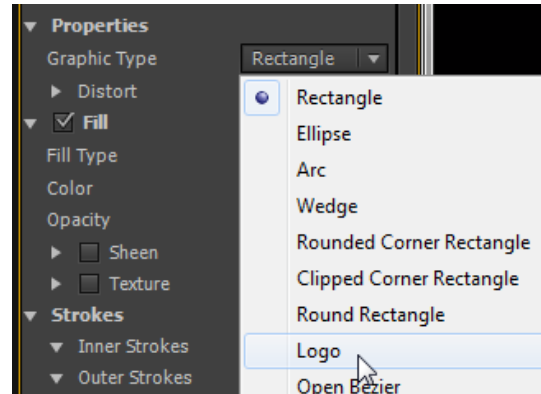 Properties
Graphic Type Rectangle
Distort
Fill
Fill Type
Color
Opacity
Sheen
Texture
Strokes
Inner Strokes
Outer Strokes
Rectangle
Ellipse
Arc
Wedge
Rounded Corner Rectangle
Clipped Corner Rectangle
Round Rectangle
Logo
Open Bezier